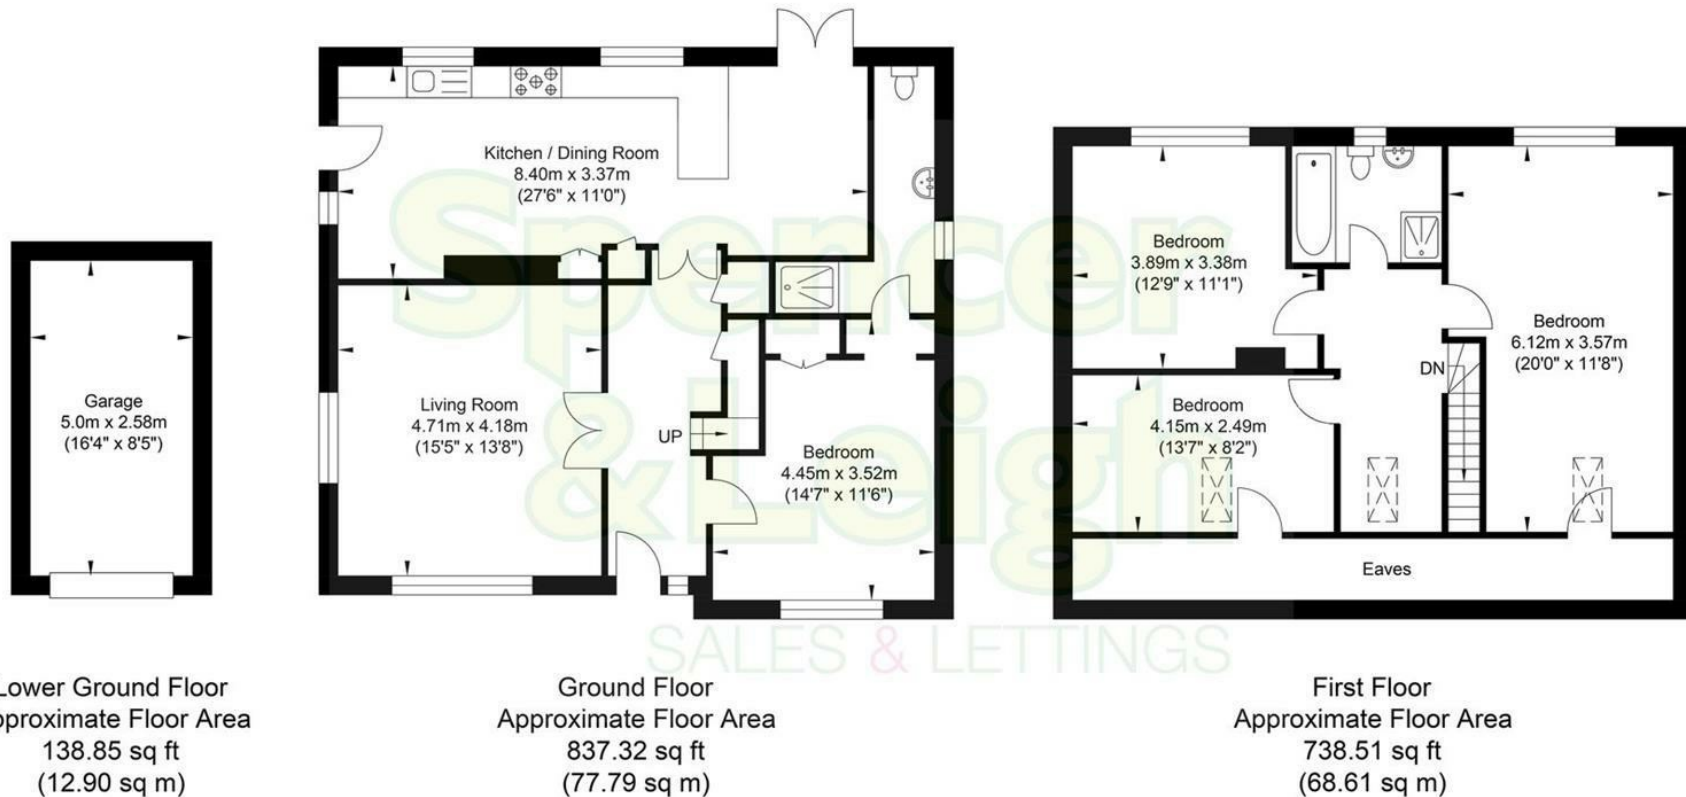 Garage
5.0m x 2.58m
(16'4" x 8'5")
Lower Ground Floor
Approximate Floor Area
138.85 sq ft
(12.90 sq m)
Kitchen / Dining Room
8.40m x 3.37m
(27'6" x 11'0")
Living Room
4.71m x 4.18m
(15'5" x 13'8")
UP
Bedroom
4.45m x 3.52m
(14'7" x 11'6")
Ground Floor
Approximate Floor Area
837.32 sq ft
(77.79 sq m)
Bedroom
3.89m x 3.38m
(12'9" x 11'1")
Bedroom
6.12m x 3.57m
(20'0" x 11'8")
DN
Bedroom
4.15m x 2.49m
(13'7" x 8'2")
Eaves
First Floor
Approximate Floor Area
738.51 sq ft
(68.61 sq m)
Spencer
& Leigh
SALES & LETTINGS